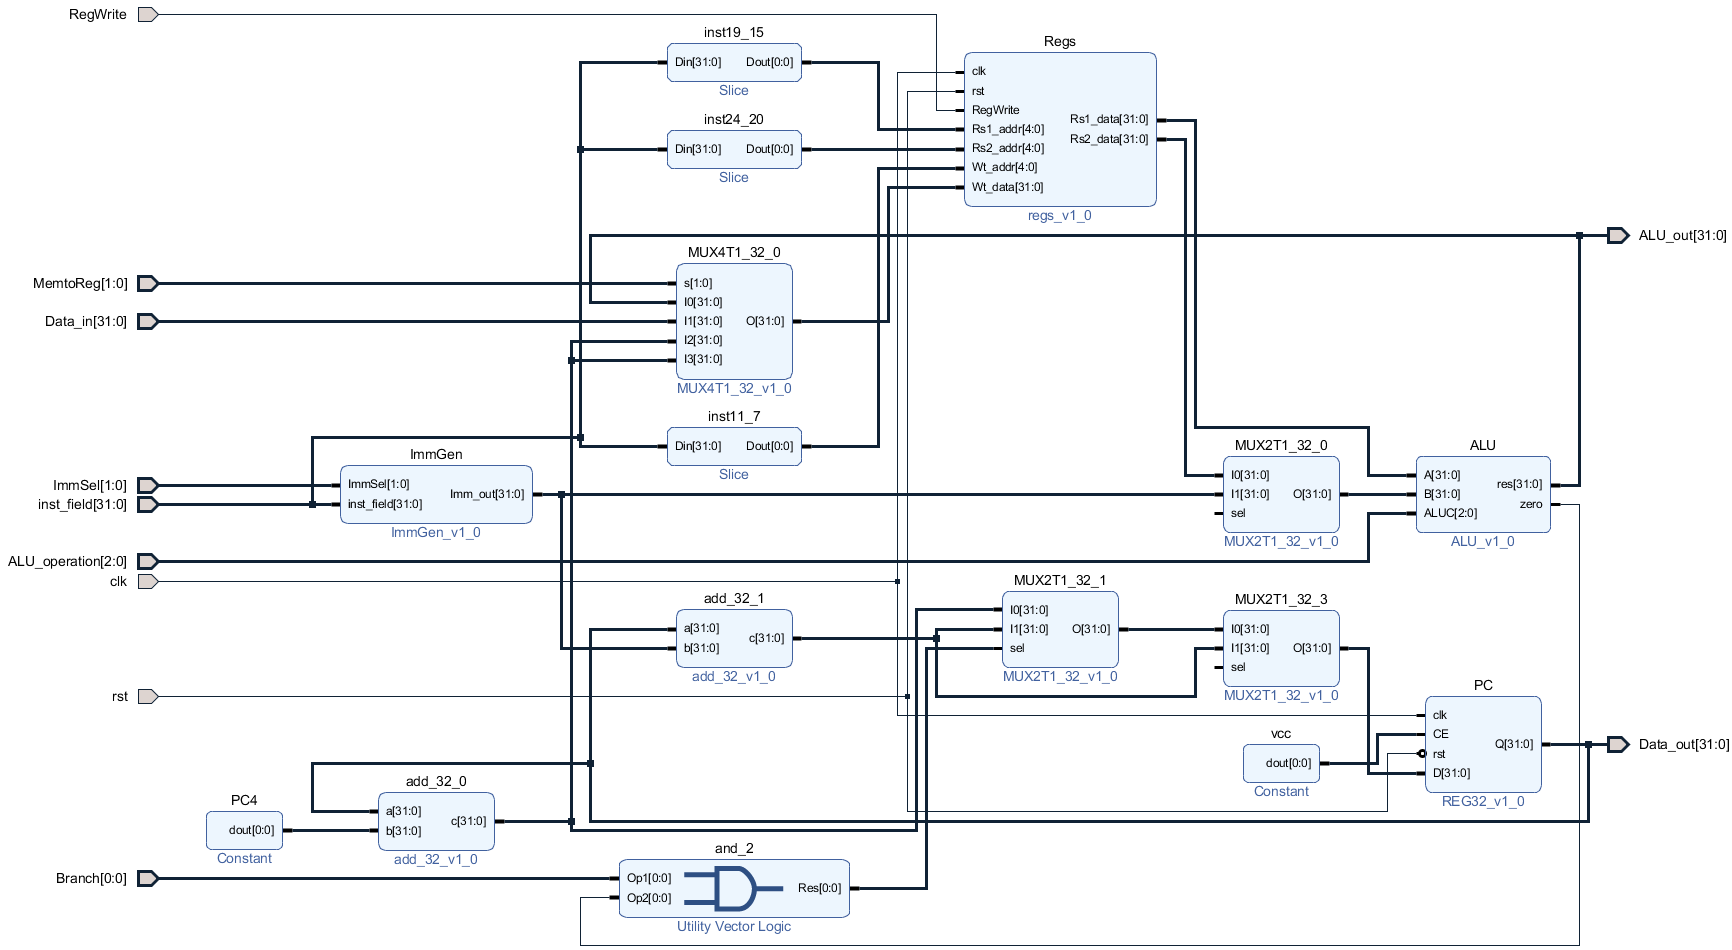 RegWrite
inst19_15
Din[31:0] Dout[0:0]
Slice
inst24_20
Din[31:0] Dout[0:0]
Slice
Regs
clk
rst
RegWrite
Rs1_addr[4:0]
Rs2_addr[4:0]
Wt_addr[4:0]
Wt_data[31:0]
Rs1_data[31:0]
Rs2_data[31:0]
regs_v1_0
ALU_out[31:0]
MemtoReg[1:0]
Data_in[31:0]
MUX4T1_32_0
s[1:0]
I0[31:0]
I1[31:0]
I2[31:0]
I3[31:0]
O[31:0]
MUX4T1_32_v1_0
inst11_7
Din[31:0] Dout[0:0]
Slice
ImmSel[1:0]
inst_field[31:0]
ImmGen
ImmSel[1:0]
inst_field[31:0]
Imm_out[31:0]
ImmGen_v1_0
MUX2T1_32_0
I0[31:0]
I1[31:0]
sel
O[31:0]
MUX2T1_32_v1_0
ALU
A[31:0]
B[31:0]
ALUC[2:0]
res[31:0]
zero
ALU_v1_0
ALU_operation[2:0]
clk
add_32_1
a[31:0]
b[31:0]
c[31:0]
add_32_v1_0
MUX2T1_32_1
I0[31:0]
I1[31:0]
sel
O[31:0]
MUX2T1_32_v1_0
MUX2T1_32_3
I0[31:0]
I1[31:0]
sel
O[31:0]
MUX2T1_32_v1_0
rst
vcc
dout[0:0]
Constant
PC
clk
CE
rst
D[31:0]
Q[31:0]
REG32_v1_0
Data_out[31:0]
PC4
dout[0:0]
Constant
add_32_0
a[31:0]
b[31:0]
c[31:0]
add_32_v1_0
Branch[0:0]
and_2
Op1[0:0]
Op2[0:0]
Res[0:0]
Utility Vector Logic